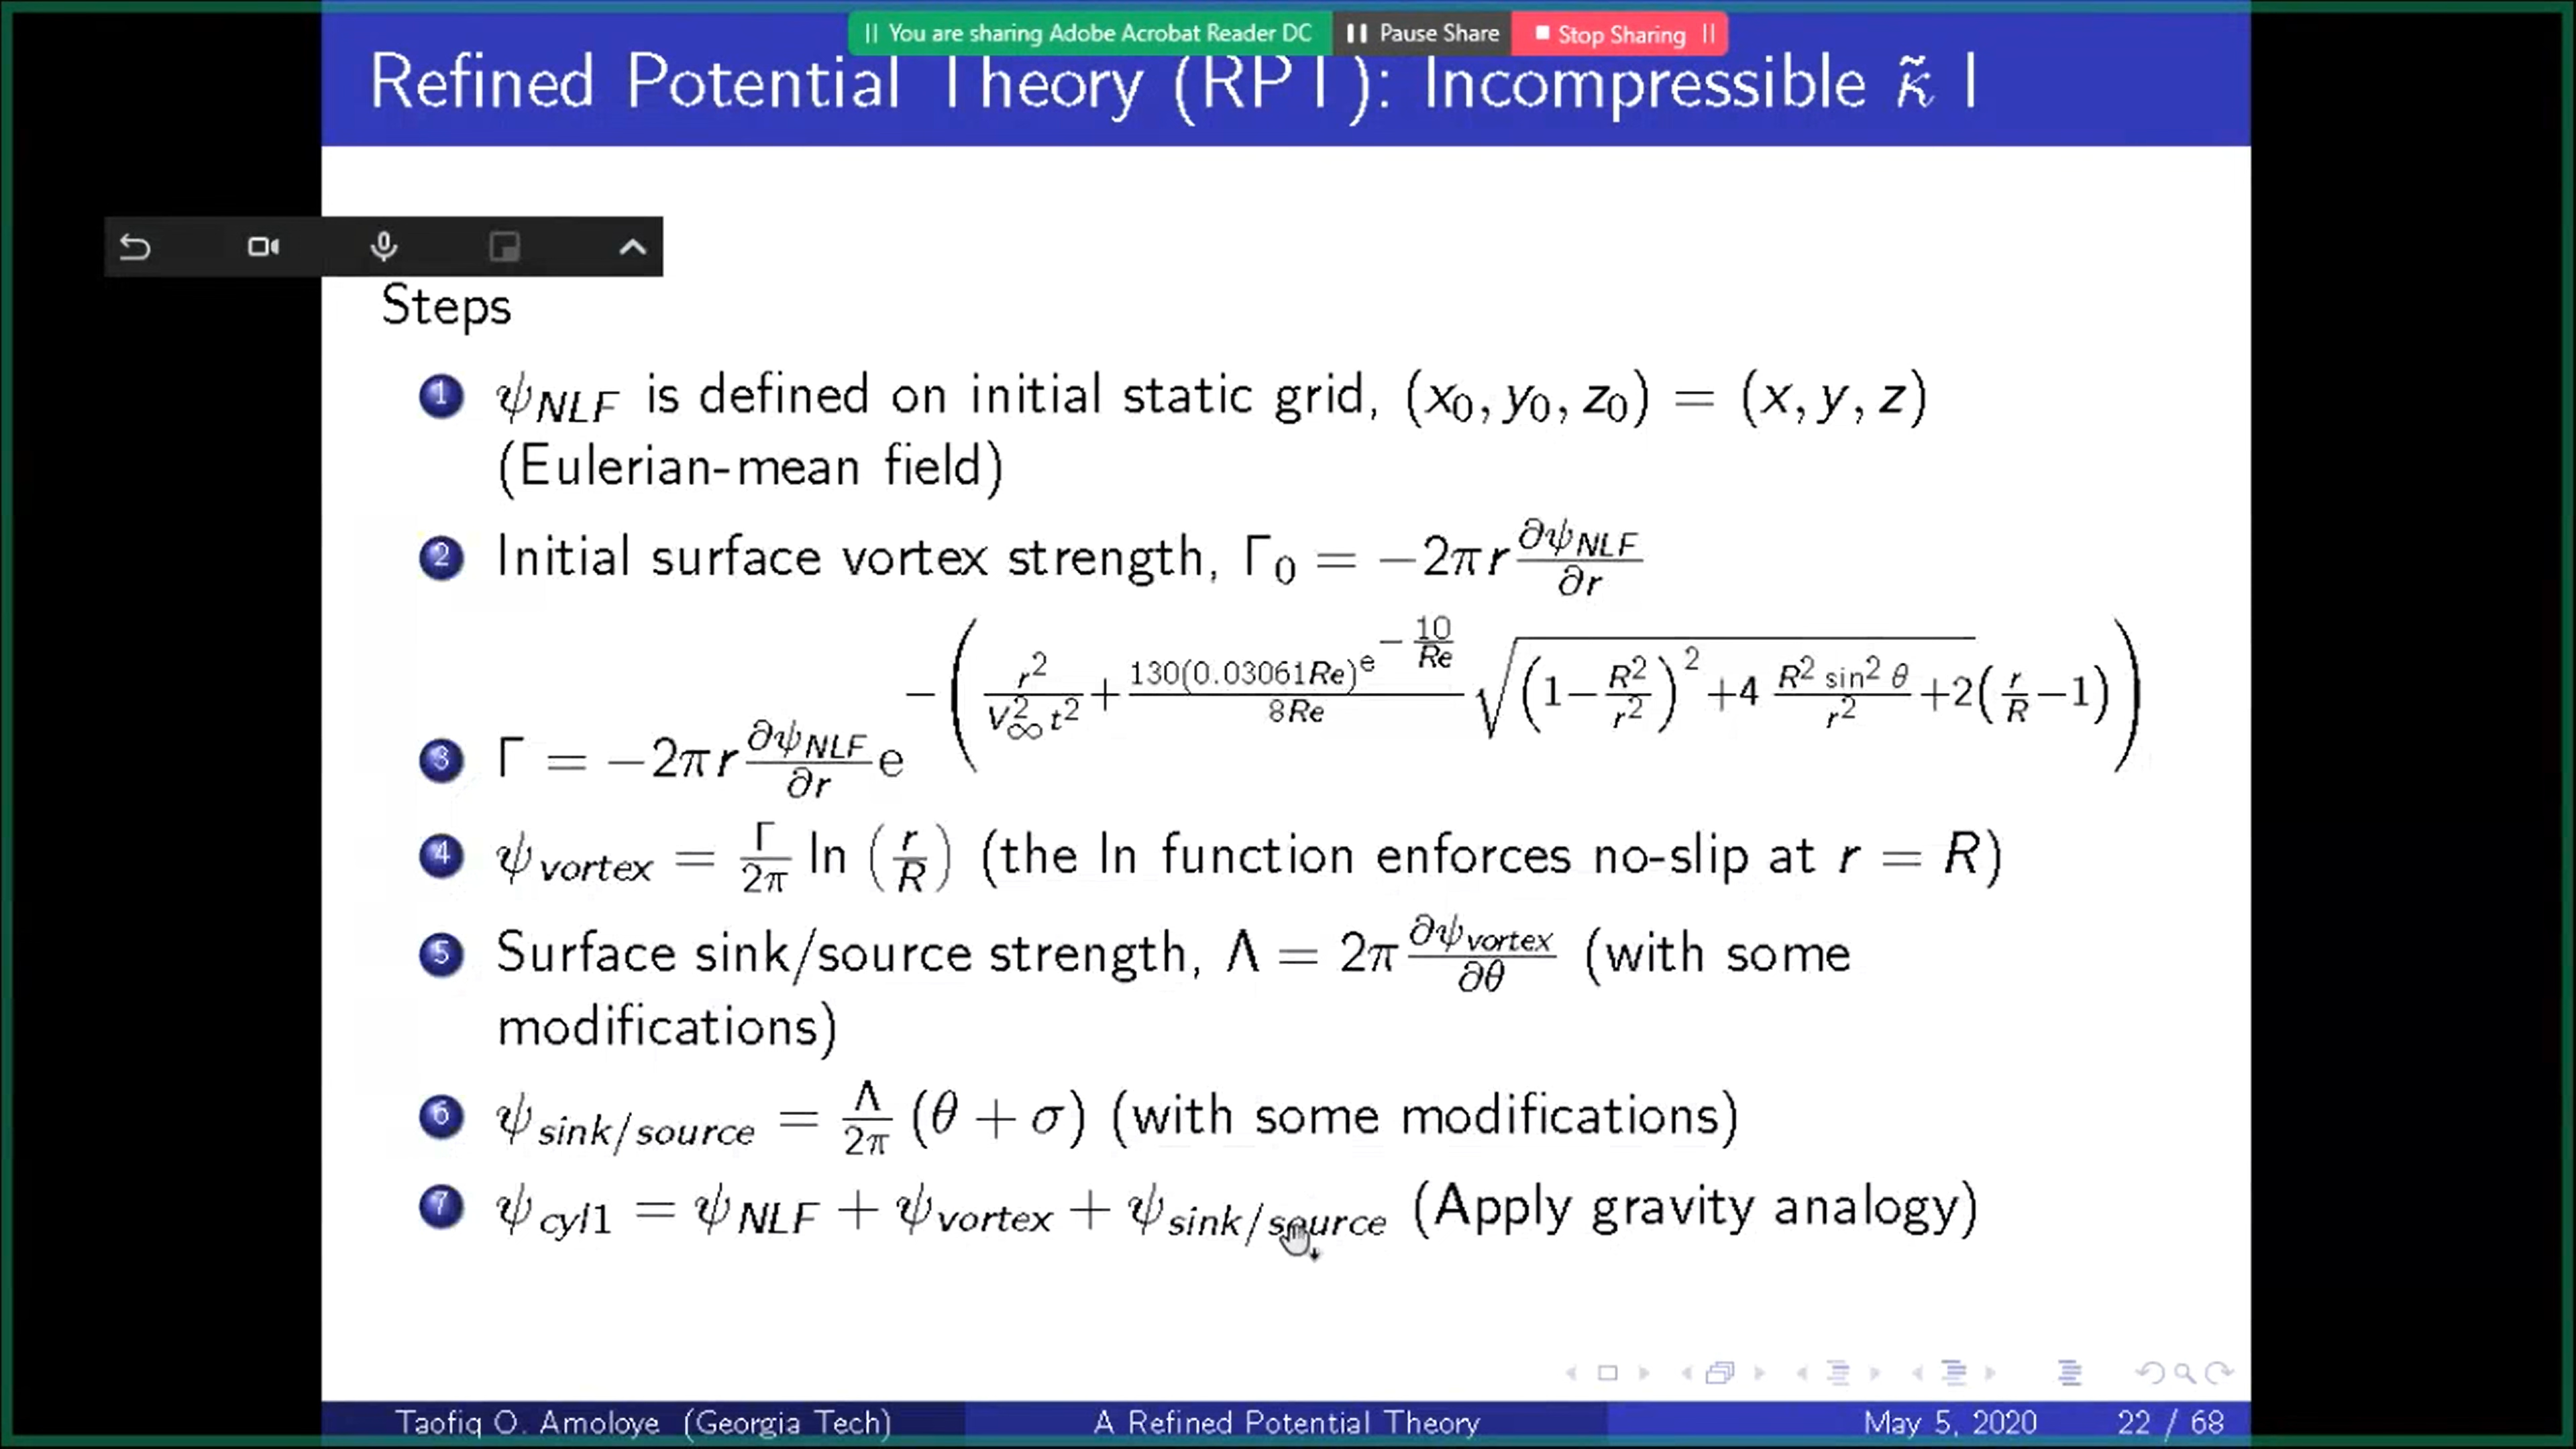 You are sharing Adobe Acrobat Reader DC Pause Share Stop Sharing
Refined Potential Theory (RPT): Incompressible κ̃ I
Steps
1 ψ_NLF is defined on initial static grid, (x₀, y₀, z₀) = (x, y, z)
(Eulerian-mean field)
2 Initial surface vortex strength, Γ₀ = −2πr ∂ψ_NLF/∂r
3 Γ = −2πr ∂ψ_NLF/∂r e^{−( r²/(V∞² t²) + (130(0.03061Re)^{e^{−10/Re}})/(8Re) √((1−R²/r²)² +4 R² sin² θ/r²) +2(r/R −1) )}
4 ψ_vortex = Γ/2π ln (r/R) (the ln function enforces no-slip at r = R)
5 Surface sink/source strength, Λ = 2π ∂ψ_vortex/∂θ (with some
modifications)
6 ψ_sink/source = Λ/2π (θ + σ) (with some modifications)
7 ψ_cyl1 = ψ_NLF + ψ_vortex + ψ_sink/source (Apply gravity analogy)
Taofiq O. Amoloye (Georgia Tech) A Refined Potential Theory May 5, 2020 22 / 68